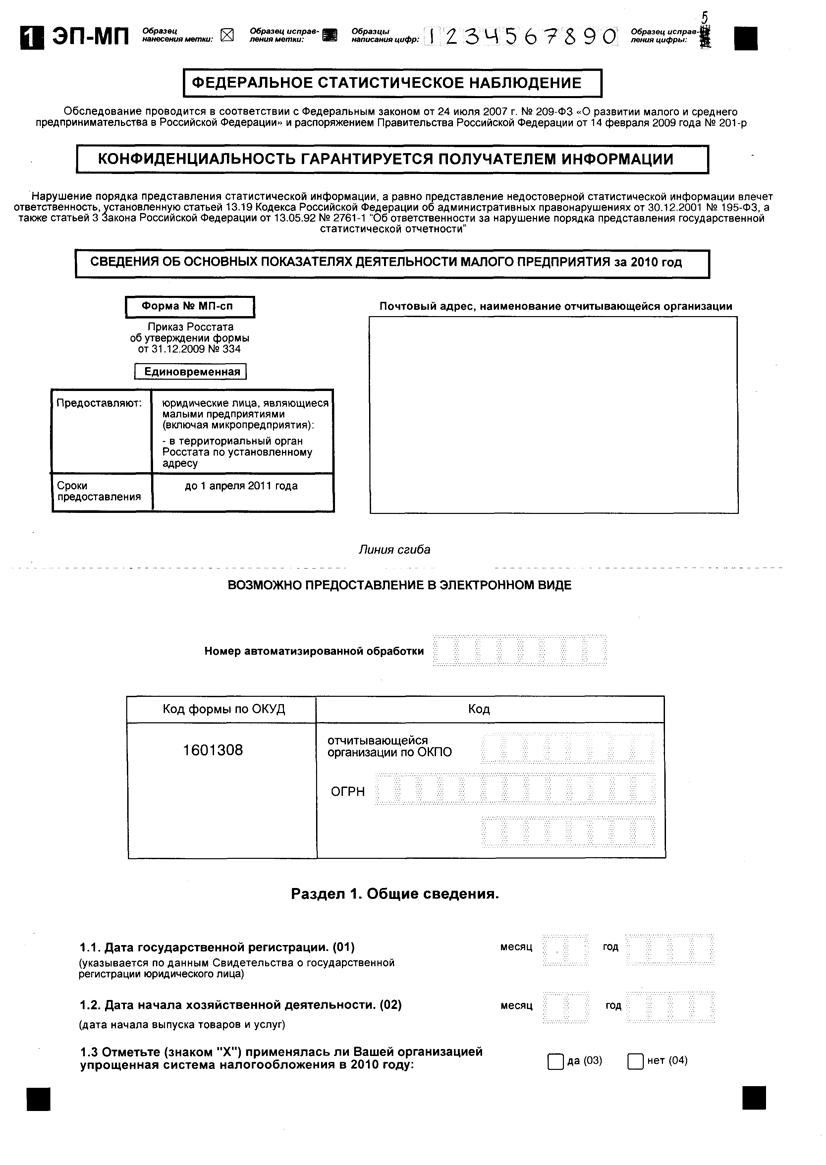 1 ЭП-МП Образец нанесения метки: Образец исправ- ления метки: Образцы написания цифр: 1 2 3 4 5 6 7 8 9 0 Образец исправ- ления цифры: 5
ФЕДЕРАЛЬНОЕ СТАТИСТИЧЕСКОЕ НАБЛЮДЕНИЕ
Обследование проводится в соответствии с Федеральным законом от 24 июля 2007 г. № 209-ФЗ «О развитии малого и среднего
предпринимательства в Российской Федерации» и распоряжением Правительства Российской Федерации от 14 февраля 2009 года № 201-р
КОНФИДЕНЦИАЛЬНОСТЬ ГАРАНТИРУЕТСЯ ПОЛУЧАТЕЛЕМ ИНФОРМАЦИИ
Нарушение порядка представления статистической информации, а равно представление недостоверной статистической информации влечет
ответственность, установленную статьей 13.19 Кодекса Российской Федерации об административных правонарушениях от 30.12.2001 № 195-ФЗ, а
также статьей 3 Закона Российской Федерации от 13.05.92 № 2761-1 "Об ответственности за нарушение порядка представления государственной
статистической отчетности"
СВЕДЕНИЯ ОБ ОСНОВНЫХ ПОКАЗАТЕЛЯХ ДЕЯТЕЛЬНОСТИ МАЛОГО ПРЕДПРИЯТИЯ за 2010 год
Форма № МП-сп
Приказ Росстата
об утверждении формы
от 31.12.2009 № 334
Единовременная
Почтовый адрес, наименование отчитывающейся организации
Предоставляют:
юридические лица, являющиеся
малыми предприятиями
(включая микропредприятия):
- в территориальный орган
Росстата по установленному
адресу
Сроки
предоставления
до 1 апреля 2011 года
Линия сгиба
ВОЗМОЖНО ПРЕДОСТАВЛЕНИЕ В ЭЛЕКТРОННОМ ВИДЕ
Номер автоматизированной обработки
Код формы по ОКУД
Код
1601308
отчитывающейся
организации по ОКПО
ОГРН
Раздел 1. Общие сведения.
1.1. Дата государственной регистрации. (01) месяц год
(указывается по данным Свидетельства о государственной
регистрации юридического лица)
1.2. Дата начала хозяйственной деятельности. (02) месяц год
(дата начала выпуска товаров и услуг)
1.3 Отметьте (знаком "X") применялась ли Вашей организацией
упрощенная система налогообложения в 2010 году: да (03) нет (04)